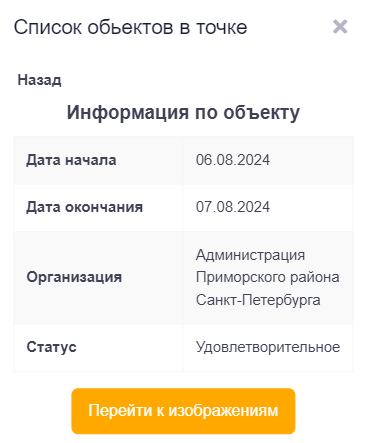 Список обьектов в точке ×
Назад
Информация по объекту
Дата начала 06.08.2024
Дата окончания 07.08.2024
Организация Администрация
Приморского района
Санкт-Петербурга
Статус Удовлетворительное
Перейти к изображениям